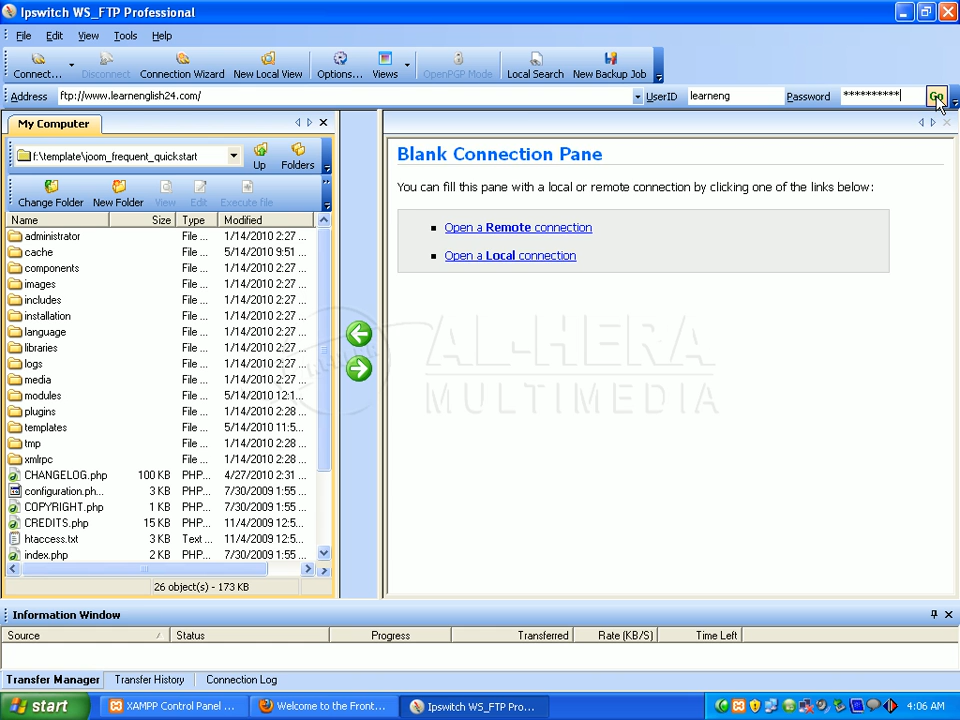 Ipswitch WS_FTP Professional
File Edit View Tools Help
Connect... Disconnect Connection Wizard New Local View Options... Views OpenPGP Mode Local Search New Backup Job
Address ftp://www.learnenglish24.com/ UserID learneng Password ********** Go
My Computer
f:\template\joom_frequent_quickstart Up Folders
Change Folder New Folder View Edit Execute file
Name Size Type Modified
administrator File ... 1/14/2010 2:27 ...
cache File ... 5/14/2010 9:51 ...
components File ... 1/14/2010 2:27 ...
images File ... 1/14/2010 2:27 ...
includes File ... 1/14/2010 2:27 ...
installation File ... 1/14/2010 2:27 ...
language File ... 1/14/2010 2:27 ...
libraries File ... 1/14/2010 2:27 ...
logs File ... 1/14/2010 2:27 ...
media File ... 1/14/2010 2:27 ...
modules File ... 5/14/2010 12:1...
plugins File ... 1/14/2010 2:28 ...
templates File ... 5/14/2010 11:5...
tmp File ... 1/14/2010 2:28 ...
xmlrpc File ... 1/14/2010 2:28 ...
CHANGELOG.php 100 KB PHP... 4/27/2010 2:31 ...
configuration.ph... 3 KB PHP... 7/30/2009 1:55 ...
COPYRIGHT.php 1 KB PHP... 7/30/2009 1:55 ...
CREDITS.php 15 KB PHP... 11/4/2009 12:5...
htaccess.txt 3 KB Text ... 11/4/2009 12:5...
index.php 2 KB PHP... 7/30/2009 1:55 ...
26 object(s) - 173 KB
Blank Connection Pane
You can fill this pane with a local or remote connection by clicking one of the links below:
Open a Remote connection
Open a Local connection
AL-HERA
MULTIMEDIA
Information Window
Source Status Progress Transferred Rate (KB/S) Time Left
Transfer Manager Transfer History Connection Log
start XAMPP Control Panel ... Welcome to the Front... Ipswitch WS_FTP Pro... 4:06 AM